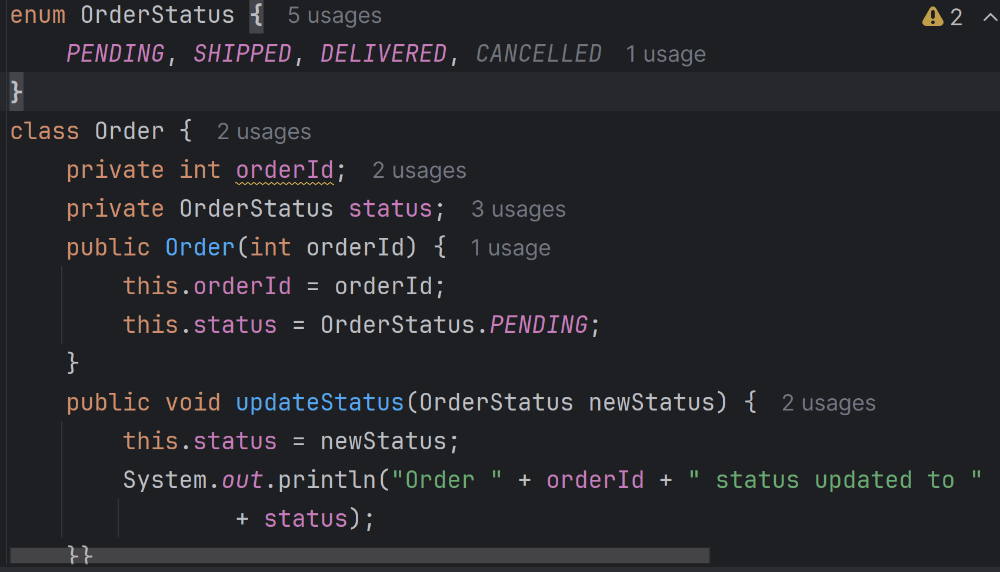 enum OrderStatus { 5 usages 2
    PENDING, SHIPPED, DELIVERED, CANCELLED 1 usage
}
class Order { 2 usages
    private int orderId; 2 usages
    private OrderStatus status; 3 usages
    public Order(int orderId) { 1 usage
        this.orderId = orderId;
        this.status = OrderStatus.PENDING;
    }
    public void updateStatus(OrderStatus newStatus) { 2 usages
        this.status = newStatus;
        System.out.println("Order " + orderId + " status updated to "
                + status);
    }}